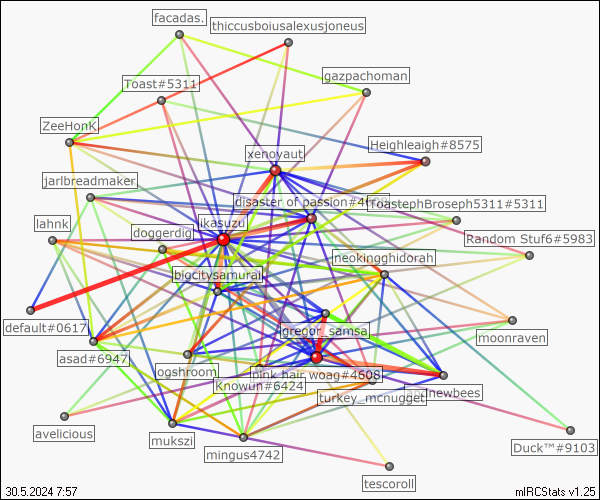 facadas.
thiccusboiusalexusjoneus
gazpachoman
Toast#5311
ZeeHonK
Heighleaigh#8575
xenoyaut
jarlbreadmaker
disaster of passion#4
ToastephBroseph5311#5311
lahnk
ikasuzu
doggerdig
Random Stuf6#5983
neokingghidorah
bigcitysamurai
default#0617
gregor_samsa
moonraven
asad#6947
ogshroom
pink hair woag#4608
Knowun#6424
turkey_mcnugget
newbees
avelicious
mukszi
mingus4742
Duck™#9103
tescoroll
30.5.2024 7:57
mIRCStats v1.25